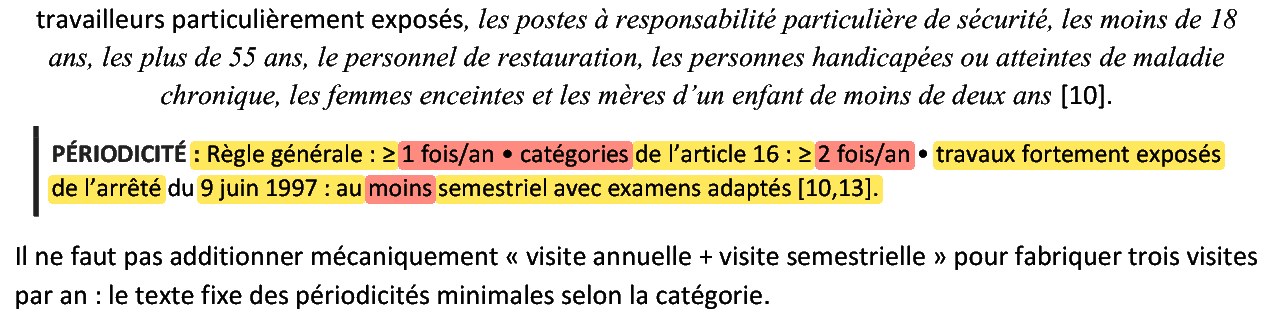 travailleurs particulièrement exposés, les postes à responsabilité particulière de sécurité, les moins de 18
ans, les plus de 55 ans, le personnel de restauration, les personnes handicapées ou atteintes de maladie
chronique, les femmes enceintes et les mères d’un enfant de moins de deux ans [10].
PÉRIODICITÉ : Règle générale : ≥ 1 fois/an • catégories de l’article 16 : ≥ 2 fois/an • travaux fortement exposés
de l’arrêté du 9 juin 1997 : au moins semestriel avec examens adaptés [10,13].
Il ne faut pas additionner mécaniquement « visite annuelle + visite semestrielle » pour fabriquer trois visites
par an : le texte fixe des périodicités minimales selon la catégorie.